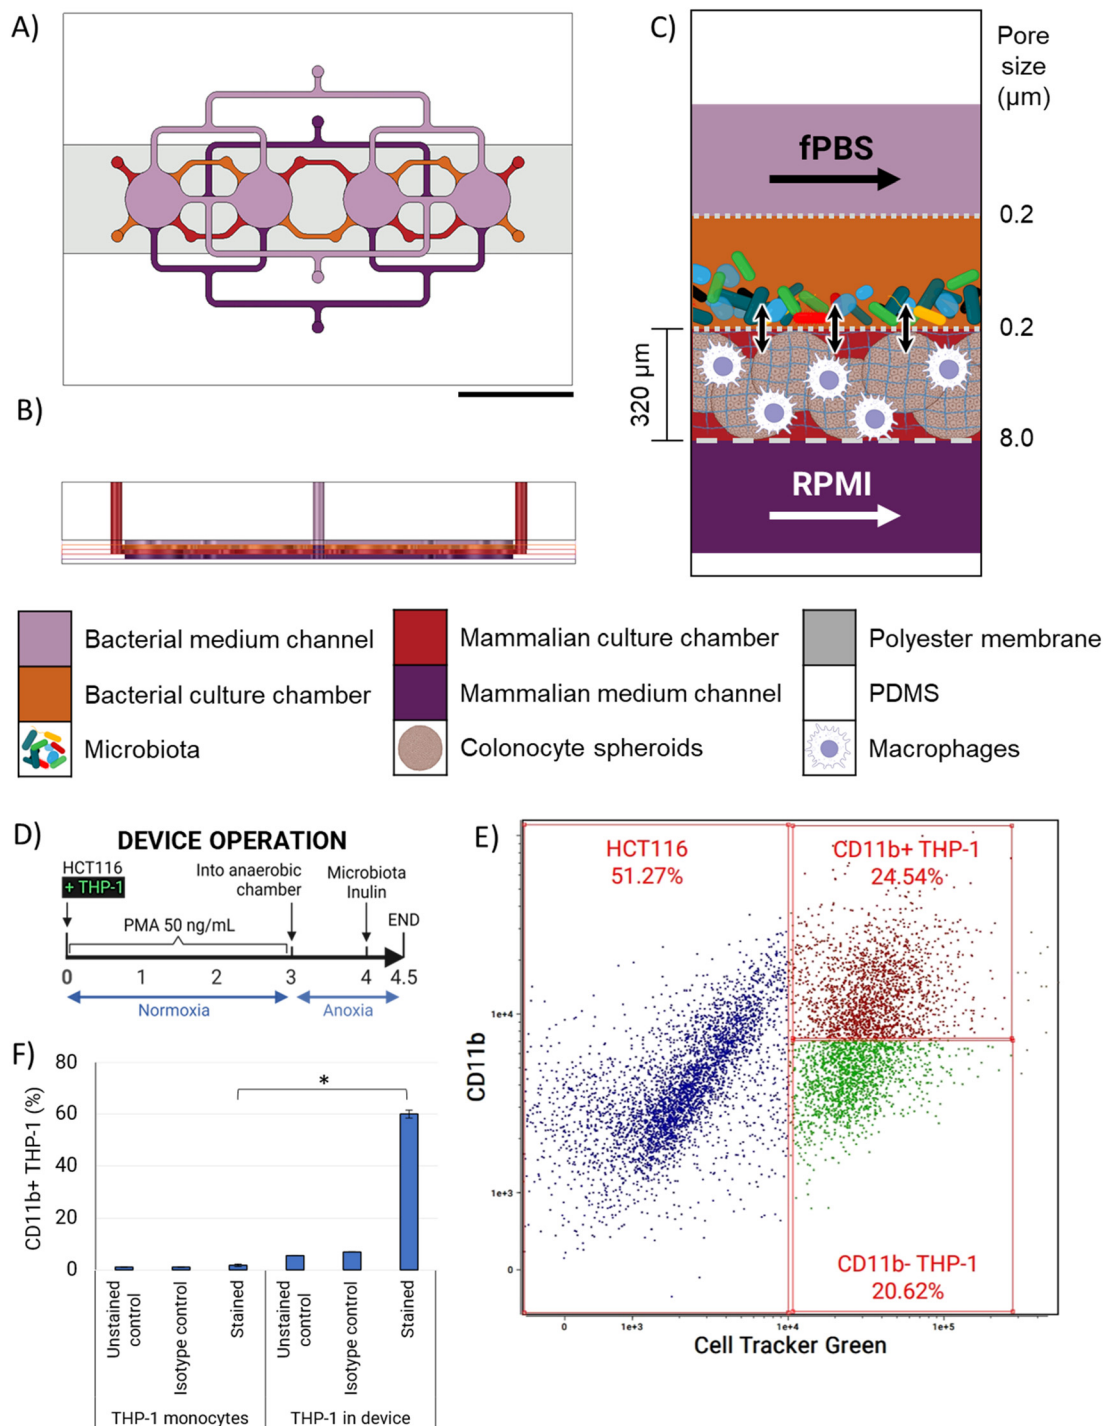 A)
B)
C)
Pore
size
(µm)
fPBS
0.2
0.2
320 µm
8.0
RPMI
Bacterial medium channel
Mammalian culture chamber
Polyester membrane
Bacterial culture chamber
Mammalian medium channel
PDMS
Microbiota
Colonocyte spheroids
Macrophages
D)
DEVICE OPERATION
HCT116
+ THP-1
Into anaerobic
chamber
Microbiota
Inulin
END
PMA 50 ng/mL
0 1 2 3 4 4.5
Normoxia
Anoxia
E)
HCT116
51.27%
CD11b+ THP-1
24.54%
CD11b- THP-1
20.62%
CD11b
1e+4
1e+3
0
0 1e+3 1e+4 1e+5
Cell Tracker Green
F)
CD11b+ THP-1 (%)
80
60
40
20
0
*
Unstained
control
Isotype control
Stained
Unstained
control
Isotype control
Stained
THP-1 monocytes
THP-1 in device